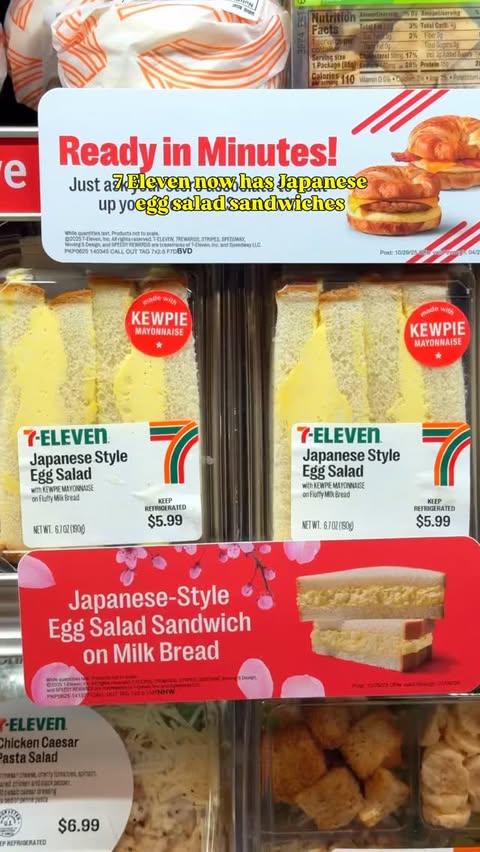 Nutrition
Facts
Serving size
Calories 110
Ready in Minutes!
7 Eleven now has Japanese
egg salad sandwiches
Just
up
made with
KEWPIE
MAYONNAISE
★
7-ELEVEN
Japanese Style
Egg Salad
with KEWPIE MAYONNAISE
on Fluffy Milk Bread
KEEP
REFRIGERATED
$5.99
NET WT. 6.7 OZ (190g)
made with
KEWPIE
MAYONNAISE
★
7-ELEVEN
Japanese Style
Egg Salad
with KEWPIE MAYONNAISE
on Fluffy Milk Bread
KEEP
REFRIGERATED
$5.99
NET WT. 6.7 OZ (190g)
Japanese-Style
Egg Salad Sandwich
on Milk Bread
7-ELEVEN
Chicken Caesar
Pasta Salad
KEEP REFRIGERATED
$6.99